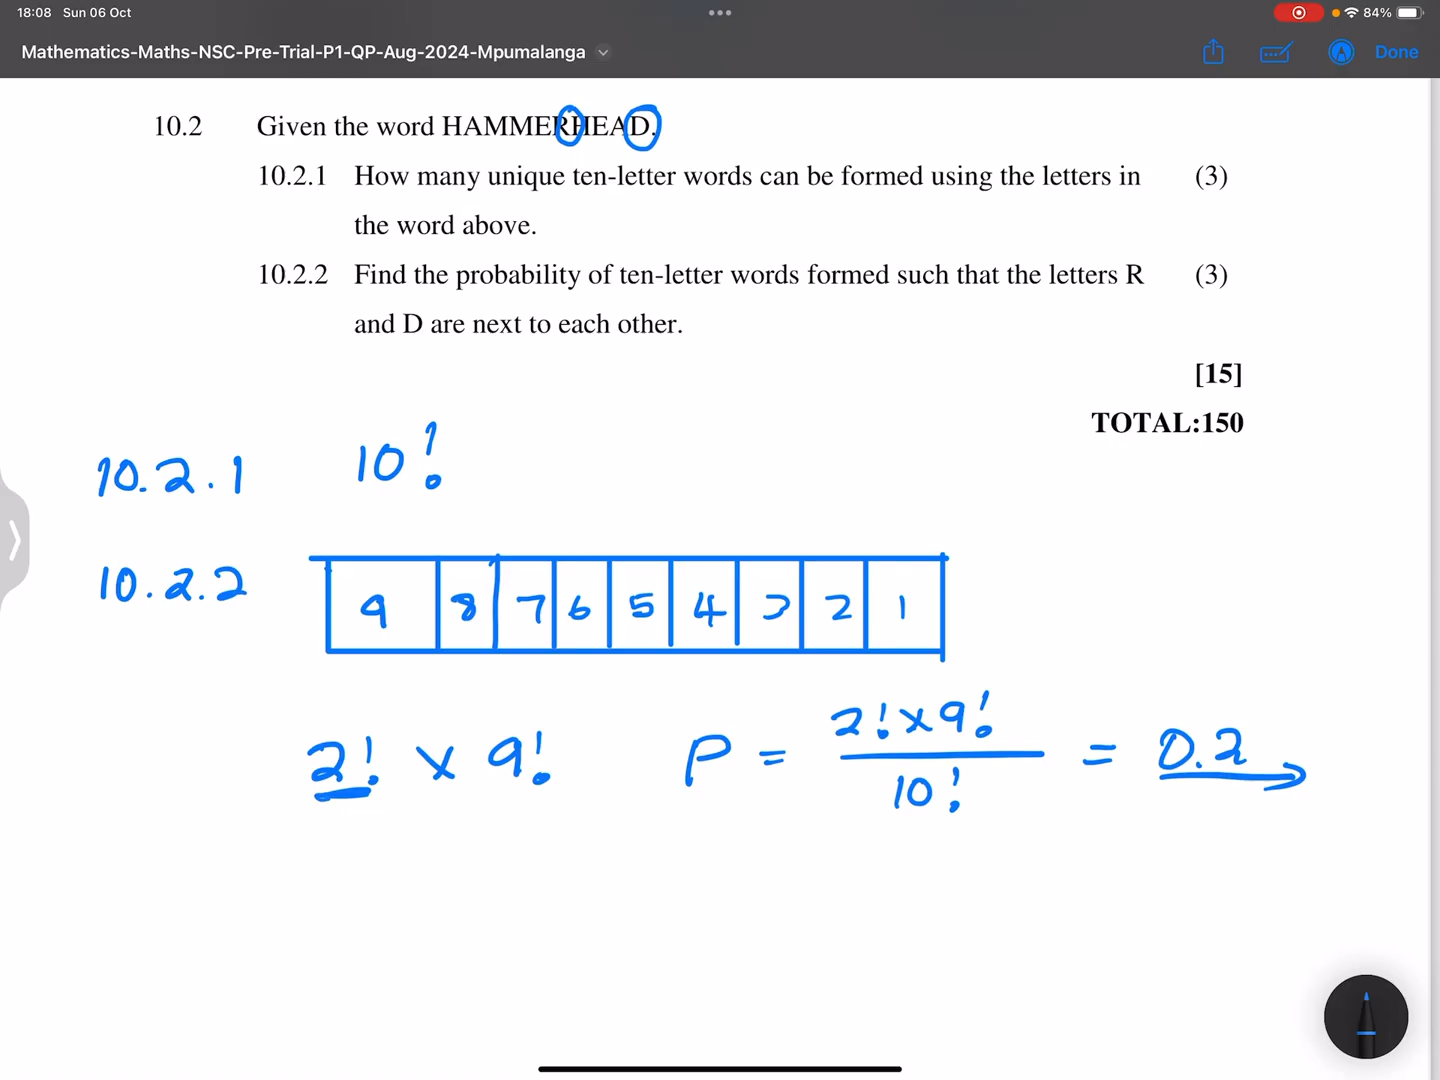 18:08 Sun 06 Oct 84%
Mathematics-Maths-NSC-Pre-Trial-P1-QP-Aug-2024-Mpumalanga Done
10.2 Given the word HAMMERHEAD.
10.2.1 How many unique ten-letter words can be formed using the letters in (3)
the word above.
10.2.2 Find the probability of ten-letter words formed such that the letters R (3)
and D are next to each other.
[15]
TOTAL:150
10.2.1 10!
10.2.2 9 8 7 6 5 4 3 2 1
2! × 9! P = 2! × 9! / 10! = 0.2